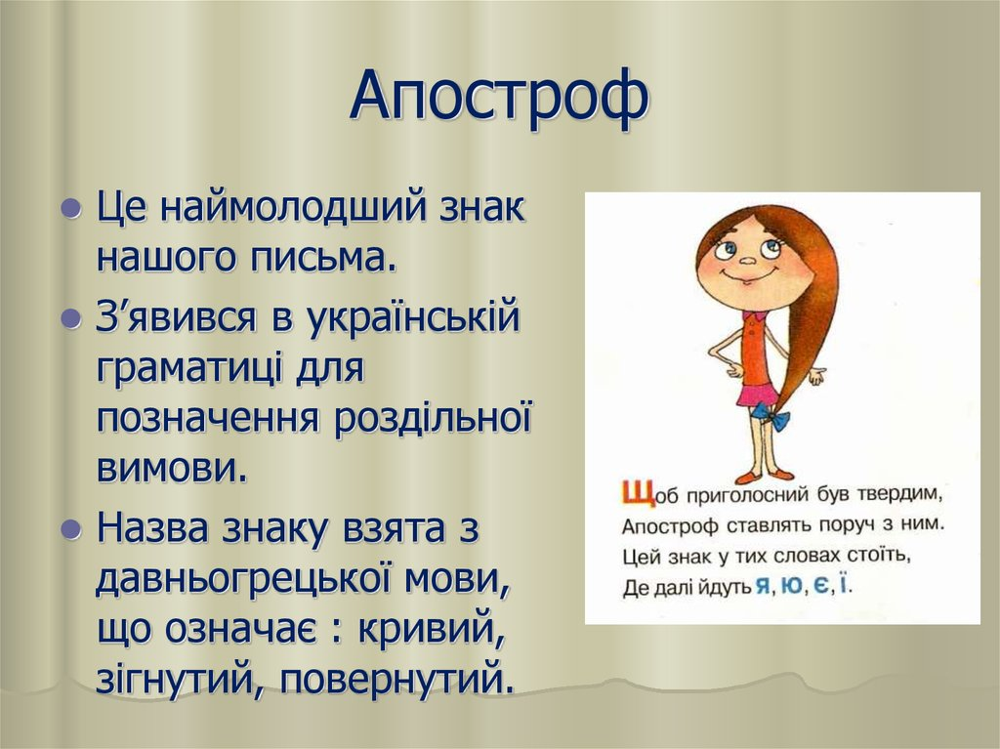 Апостроф
Це наймолодший знак
нашого письма.
З’явився в українській
граматиці для
позначення роздільної
вимови.
Назва знаку взята з
давньогрецької мови,
що означає : кривий,
зігнутий, повернутий.
Щоб приголосний був твердим,
Апостроф ставлять поруч з ним.
Цей знак у тих словах стоїть,
Де далі йдуть я, ю, є, ї.